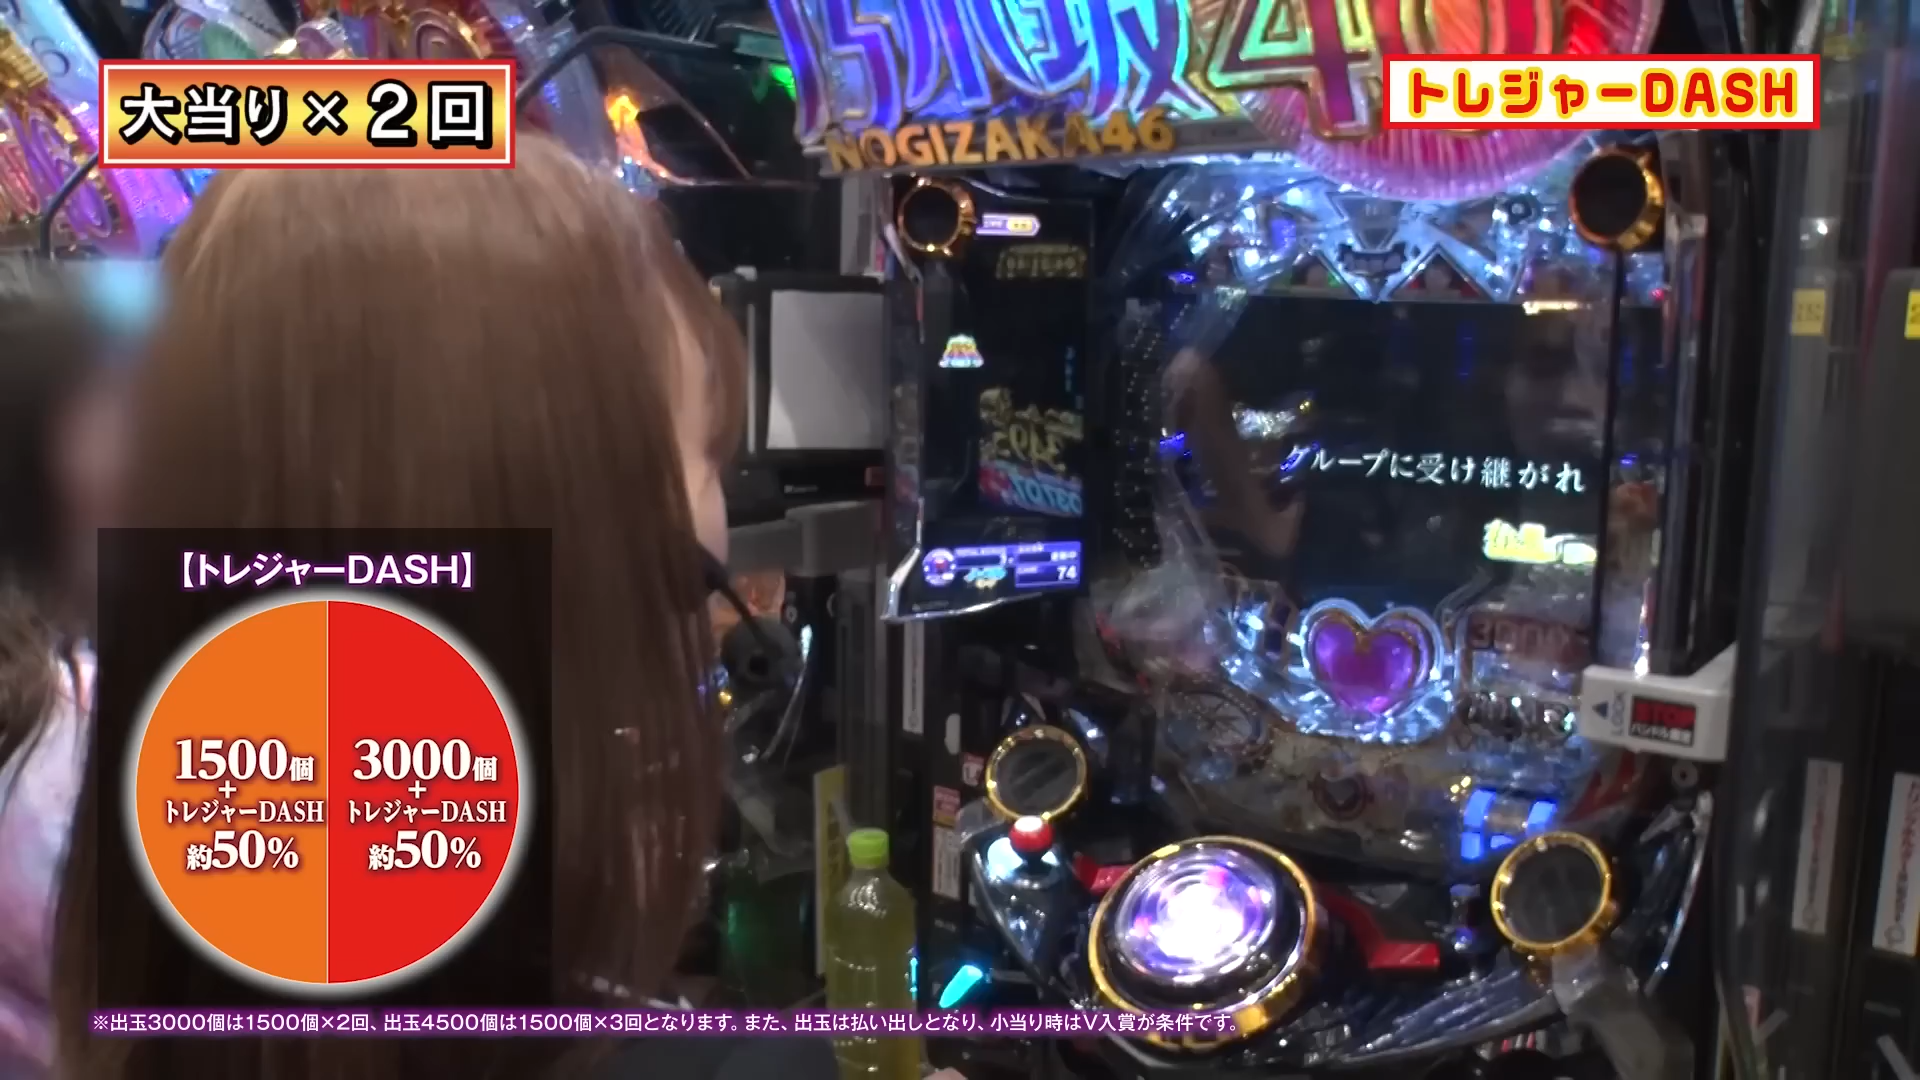 大当り×2回
トレジャーDASH
NOGIZAKA46
グループに受け継がれ
74
LOCK
STOP
【トレジャーDASH】
1500個
+
トレジャーDASH
約50%
3000個
+
トレジャーDASH
約50%
※出玉3000個は1500個×2回、出玉4500個は1500個×3回となります。また、出玉は払い出しとなり、小当り時はV入賞が条件です。